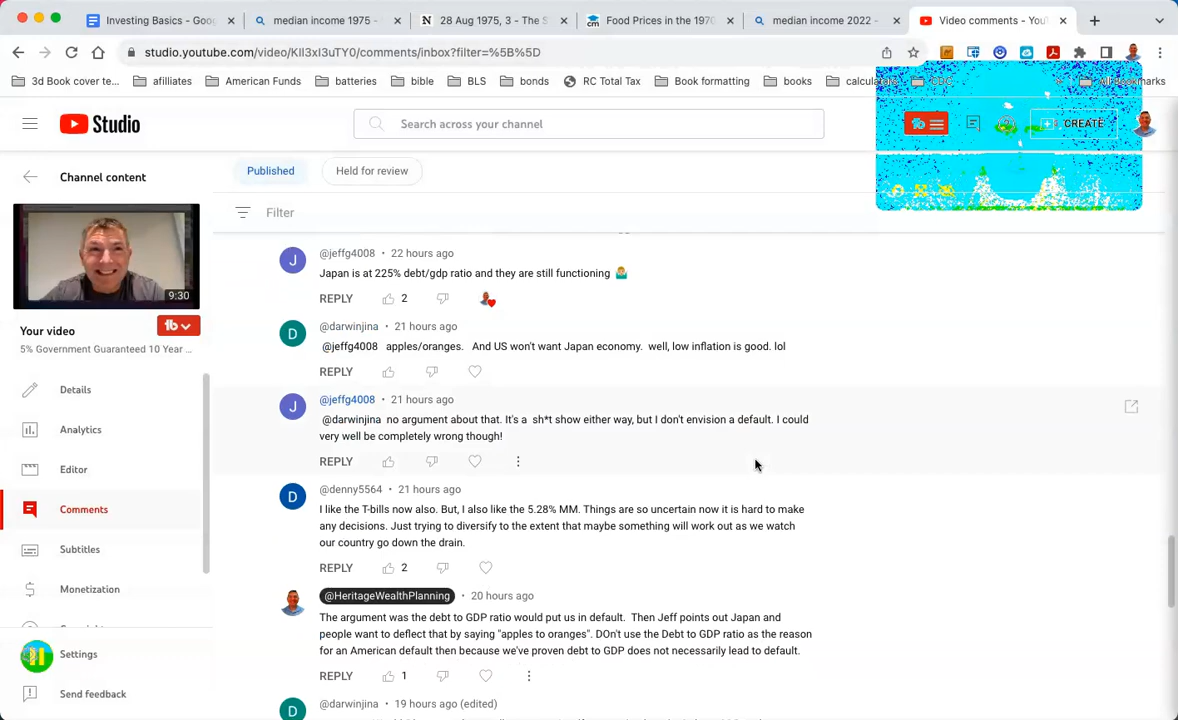 Investing Basics - Goo
median income 1975 -
28 Aug 1975, 3 - The S
Food Prices in the 1970
median income 2022 -
Video comments - You
studio.youtube.com/video/KIl3xI3uTY0/comments/inbox?filter=%5B%5D
3d Book cover te...
afiliates
American Funds
batteries
bible
BLS
bonds
RC Total Tax
Book formatting
books
calcula
CDC
All Bookmarks
Studio
Search across your channel
CREATE
Channel content
Published
Held for review
Filter
9:30
Your video
5% Government Guaranteed 10 Year ...
Details
Analytics
Editor
Comments
Subtitles
Monetization
Settings
Send feedback
J
@jeffg4008 • 22 hours ago
Japan is at 225% debt/gdp ratio and they are still functioning
REPLY 2
D
@darwinjina • 21 hours ago
@jeffg4008 apples/oranges. And US won't want Japan economy. well, low inflation is good. lol
REPLY
J
@jeffg4008 • 21 hours ago
@darwinjina no argument about that. It's a sh*t show either way, but I don't envision a default. I could
very well be completely wrong though!
REPLY
D
@denny5564 • 21 hours ago
I like the T-bills now also. But, I also like the 5.28% MM. Things are so uncertain now it is hard to make
any decisions. Just trying to diversify to the extent that maybe something will work out as we watch
our country go down the drain.
REPLY 2
@HeritageWealthPlanning • 20 hours ago
The argument was the debt to GDP ratio would put us in default. Then Jeff points out Japan and
people want to deflect that by saying "apples to oranges". DOn't use the Debt to GDP ratio as the reason
for an American default then because we've proven debt to GDP does not necessarily lead to default.
REPLY 1
@darwinjina • 19 hours ago (edited)